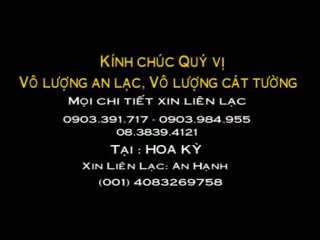 Kính chúc Quý vị
Vô lượng an lạc, Vô lượng cát tường
Mọi chi tiết xin liên lạc
0903.391.717 - 0903.984.955
08.3839.4121
Tại : HOA KỲ
Xin Liên Lạc: An Hạnh
(001) 4083269758